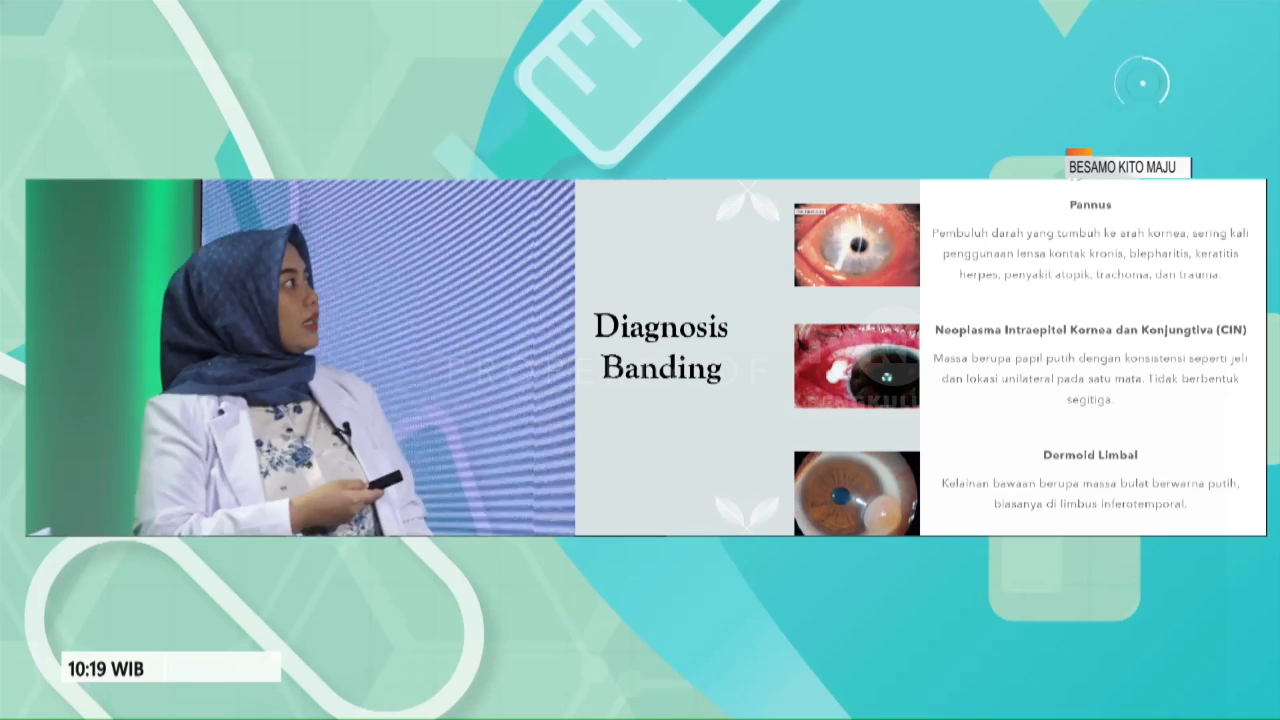 BESAMO KITO MAJU
Diagnosis
Banding
Pannus
Pembuluh darah yang tumbuh ke arah kornea, sering kali
penggunaan lensa kontak kronis, blepharitis, keratitis
herpes, penyakit atopik, trachoma, dan trauma.
Neoplasma Intraepitel Kornea dan Konjungtiva (CIN)
Massa berupa papil putih dengan konsistensi seperti jeli
dan lokasi unilateral pada satu mata. Tidak berbentuk
segitiga.
Dermoid Limbal
Kelainan bawaan berupa massa bulat berwarna putih,
biasanya di limbus inferotemporal.
10:19 WIB